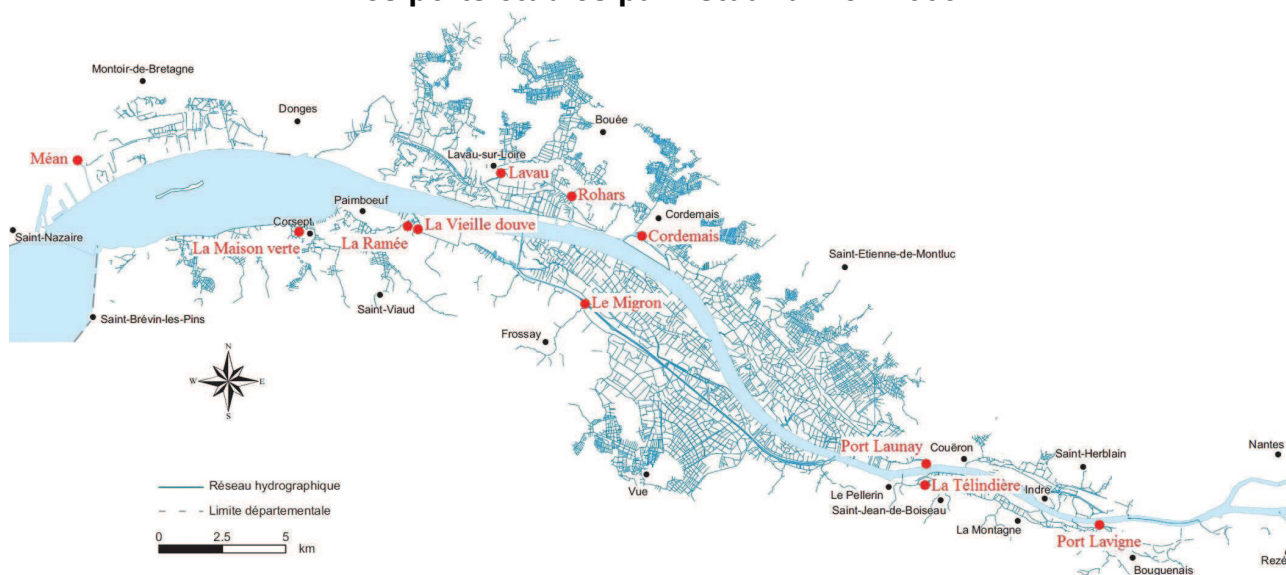 Montoir-de-Bretagne
Donges
Bouée
Méan
Lavau-sur-Loire
Lavau
Rohars
Paimboeuf
Corsept
La Vieille douve
Cordemais
Saint-Nazaire
La Maison verte
La Ramée
Cordemais
Saint-Etienne-de-Montluc
Saint-Viaud
Le Migron
Saint-Brévin-les-Pins
Frossay
N
W
E
S
Port Launay
Couëron
Saint-Herblain
Nantes
Réseau hydrographique
Vue
Le Pellerin
La Télindière
Indre
Limite départementale
Saint-Jean-de-Boiseau
La Montagne
Port Lavigne
0 2.5 5
km
Bouguenais
Rezé